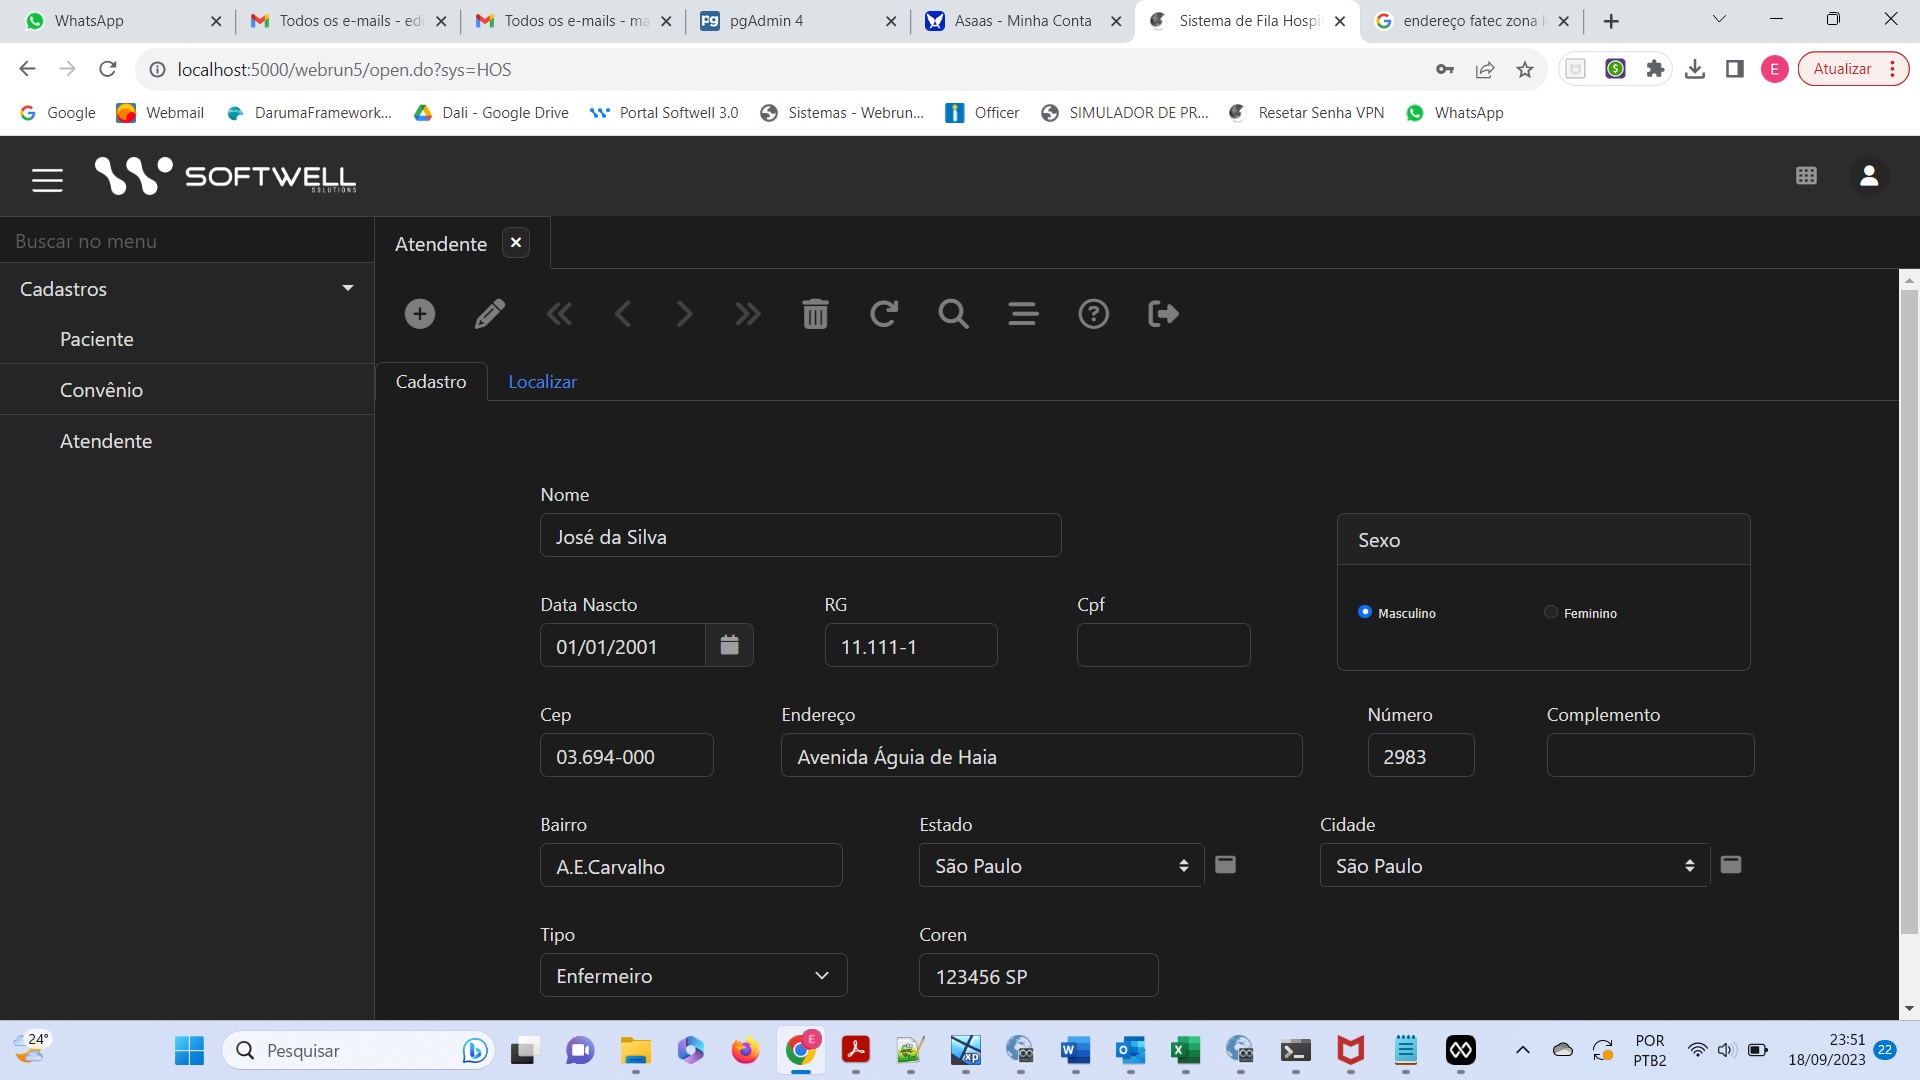 WhatsApp
Todos os e-mails - edi
Todos os e-mails - ma
pgAdmin 4
Asaas - Minha Conta
Sistema de Fila Hospi
endereço fatec zona l
localhost:5000/webrun5/open.do?sys=HOS
E
Atualizar
Google
Webmail
DarumaFramework...
Dali - Google Drive
Portal Softwell 3.0
Sistemas - Webrun...
Officer
SIMULADOR DE PR...
Resetar Senha VPN
WhatsApp
SOFTWELL
SOLUTIONS
Buscar no menu
Atendente
Cadastros
Paciente
Convênio
Atendente
Cadastro
Localizar
Nome
José da Silva
Sexo
Masculino
Feminino
Data Nascto
RG
Cpf
01/01/2001
11.111-1
Cep
Endereço
Número
Complemento
03.694-000
Avenida Águia de Haia
2983
Bairro
Estado
Cidade
A.E.Carvalho
São Paulo
São Paulo
Tipo
Coren
Enfermeiro
123456 SP
24°
Pesquisar
POR
PTB2
23:51
18/09/2023
22